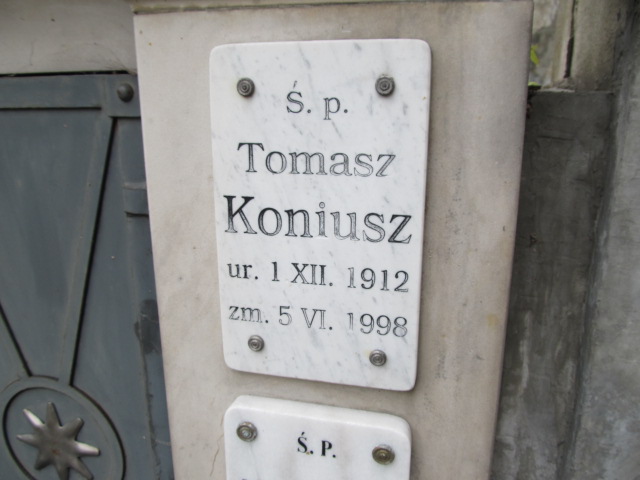 Ś. p.
Tomasz
Koniusz
ur. 1 XII. 1912
zm. 5 VI. 1998
Ś. P.